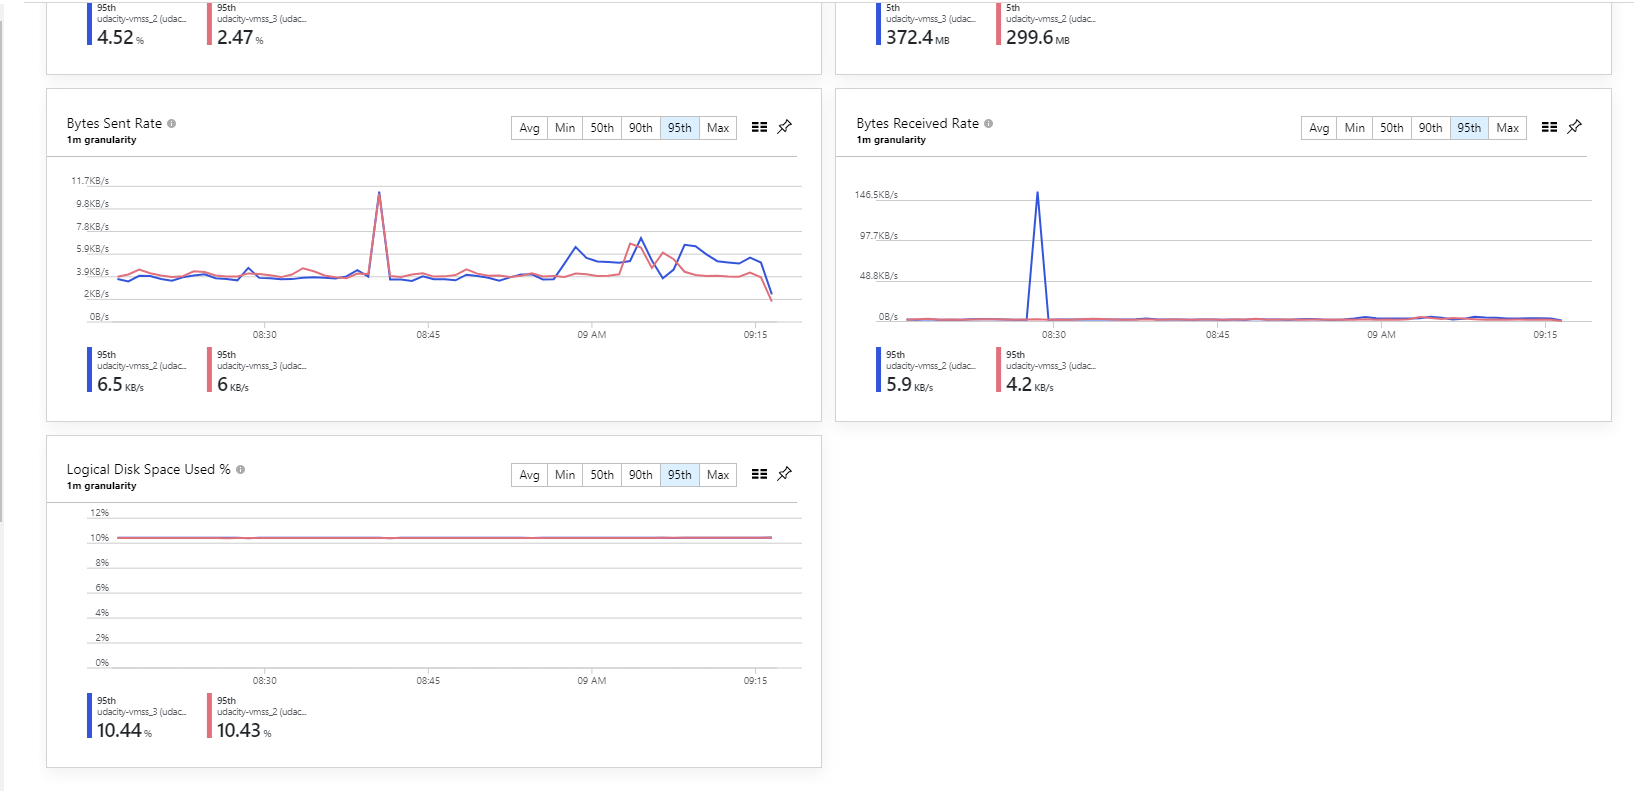 95th
udacity-vmss_2 (udac...
4.52 %
95th
udacity-vmss_3 (udac...
2.47 %
5th
udacity-vmss_3 (udac...
372.4 MB
5th
udacity-vmss_2 (udac...
299.6 MB
Bytes Sent Rate
1m granularity
Avg Min 50th 90th 95th Max
11.7KB/s
9.8KB/s
7.8KB/s
5.9KB/s
3.9KB/s
2KB/s
0B/s
08:30 08:45 09 AM 09:15
95th
udacity-vmss_2 (udac...
6.5 KB/s
95th
udacity-vmss_3 (udac...
6 KB/s
Bytes Received Rate
1m granularity
Avg Min 50th 90th 95th Max
146.5KB/s
97.7KB/s
48.8KB/s
0B/s
08:30 08:45 09 AM 09:15
95th
udacity-vmss_2 (udac...
5.9 KB/s
95th
udacity-vmss_3 (udac...
4.2 KB/s
Logical Disk Space Used %
1m granularity
Avg Min 50th 90th 95th Max
12%
10%
8%
6%
4%
2%
0%
08:30 08:45 09 AM 09:15
95th
udacity-vmss_3 (udac...
10.44 %
95th
udacity-vmss_2 (udac...
10.43 %